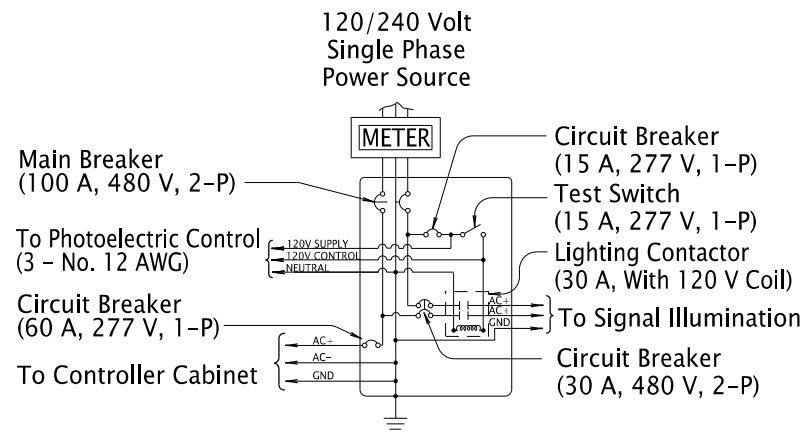 120/240 Volt
Single Phase
Power Source
METER
Main Breaker
(100 A, 480 V, 2-P)
Circuit Breaker
(15 A, 277 V, 1-P)
Test Switch
(15 A, 277 V, 1-P)
To Photoelectric Control
(3 - No. 12 AWG)
120V SUPPLY
120V CONTROL
NEUTRAL
Lighting Contactor
(30 A, With 120 V Coil)
Circuit Breaker
(60 A, 277 V, 1-P)
AC+
AC+
GND
To Signal Illumination
AC+
AC-
GND
To Controller Cabinet
Circuit Breaker
(30 A, 480 V, 2-P)